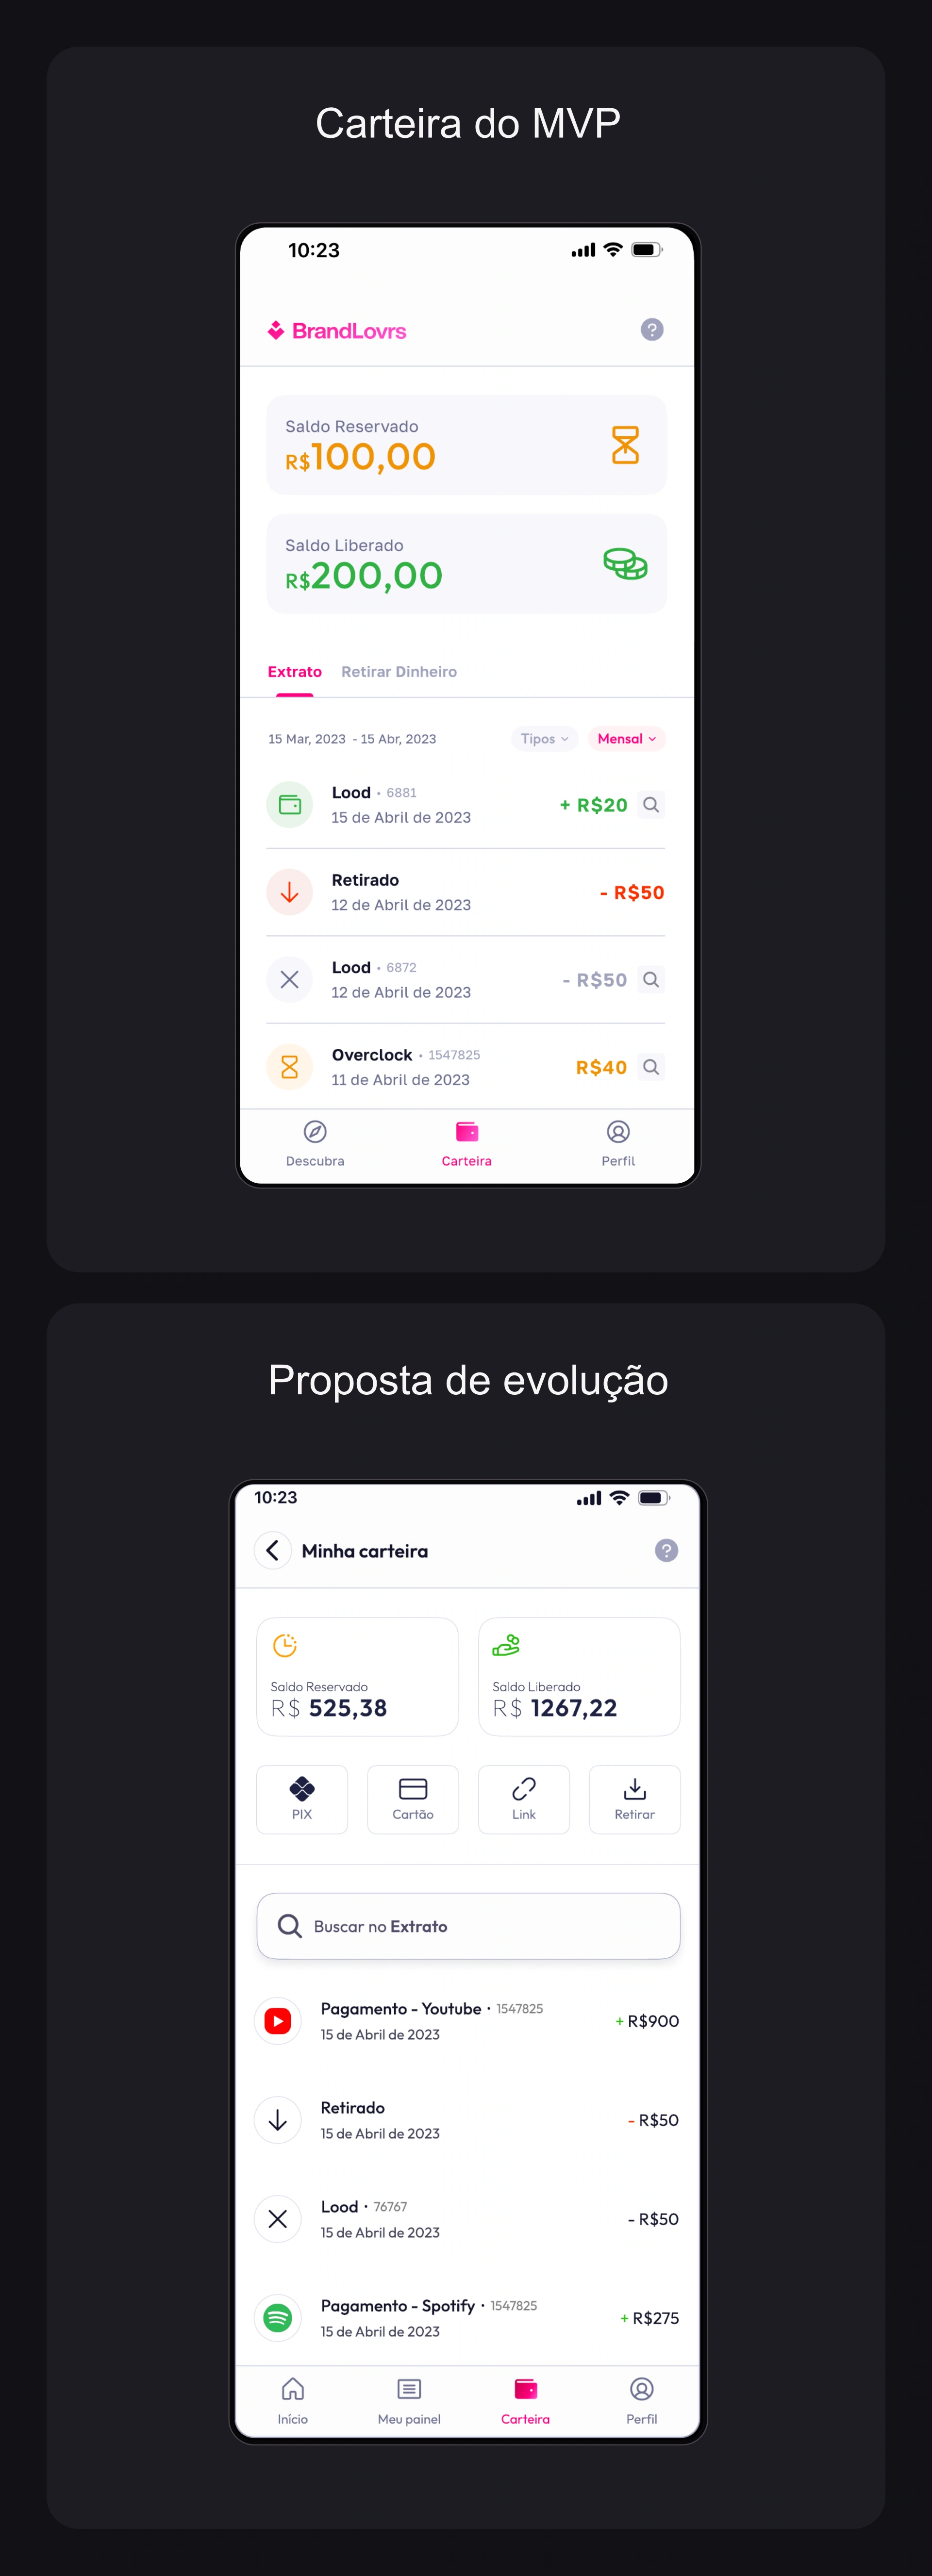 Carteira do MVP
10:23
BrandLovrs
?
Saldo Reservado
R$100,00
Saldo Liberado
R$200,00
Extrato Retirar Dinheiro
15 Mar, 2023 - 15 Abr, 2023 Tipos Mensal
Lood • 6881
15 de Abril de 2023
+ R$20
Retirado
12 de Abril de 2023
- R$50
Lood • 6872
12 de Abril de 2023
- R$50
Overclock • 1547825
11 de Abril de 2023
R$40
Descubra Carteira Perfil
Proposta de evolução
10:23
Minha carteira ?
Saldo Reservado
R$ 525,38
Saldo Liberado
R$ 1267,22
PIX Cartão Link Retirar
Buscar no Extrato
Pagamento - Youtube • 1547825
15 de Abril de 2023
+ R$900
Retirado
15 de Abril de 2023
- R$50
Lood • 76767
15 de Abril de 2023
- R$50
Pagamento - Spotify • 1547825
15 de Abril de 2023
+ R$275
Início Meu painel Carteira Perfil